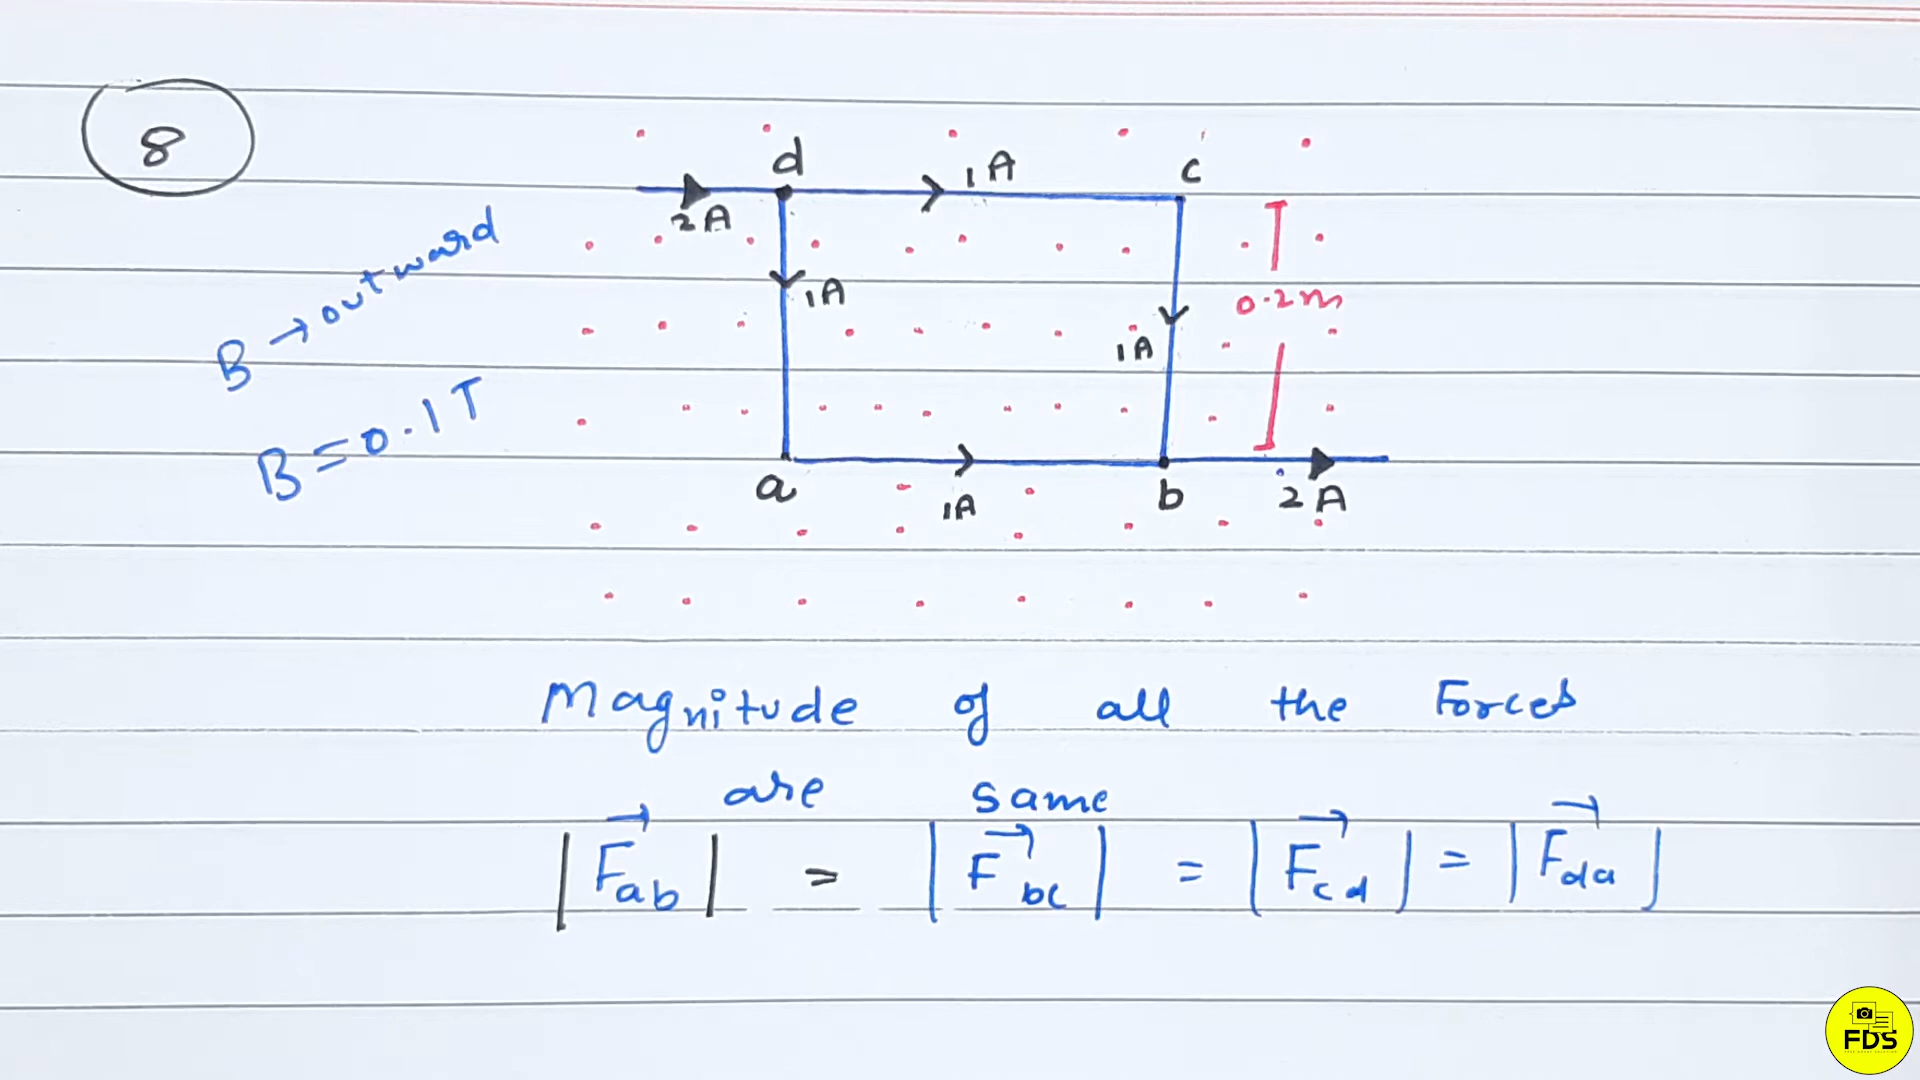 8
d
1A
c
2A
B → outward
1A
0.2m
1A
B = 0.1T
a
1A
b
2A
Magnitude of all the Forces
are same
|F⃗ab| = |F⃗bc| = |F⃗cd| = |F⃗da|
FDS